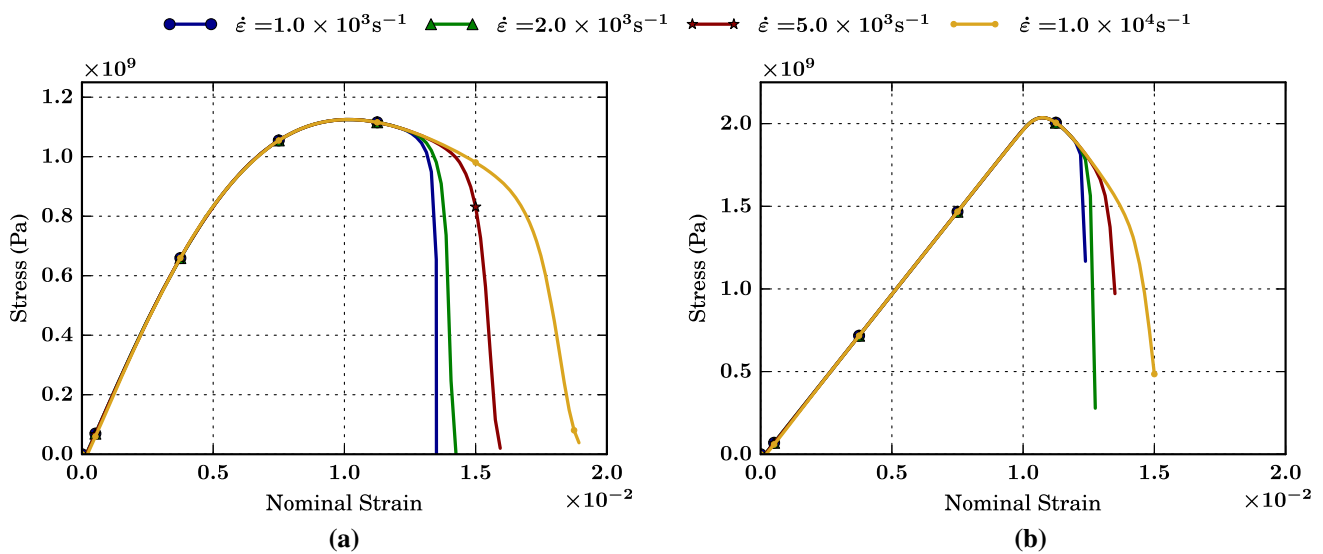 ε̇ =1.0 × 10³s⁻¹ ε̇ =2.0 × 10³s⁻¹ ε̇ =5.0 × 10³s⁻¹ ε̇ =1.0 × 10⁴s⁻¹
×10⁹
1.2
1.0
0.8
0.6
0.4
0.2
0.0
Stress (Pa)
0.0 0.5 1.0 1.5 2.0
Nominal Strain
×10⁻²
(a)
×10⁹
2.0
1.5
1.0
0.5
0.0
Stress (Pa)
0.0 0.5 1.0 1.5 2.0
Nominal Strain
×10⁻²
(b)